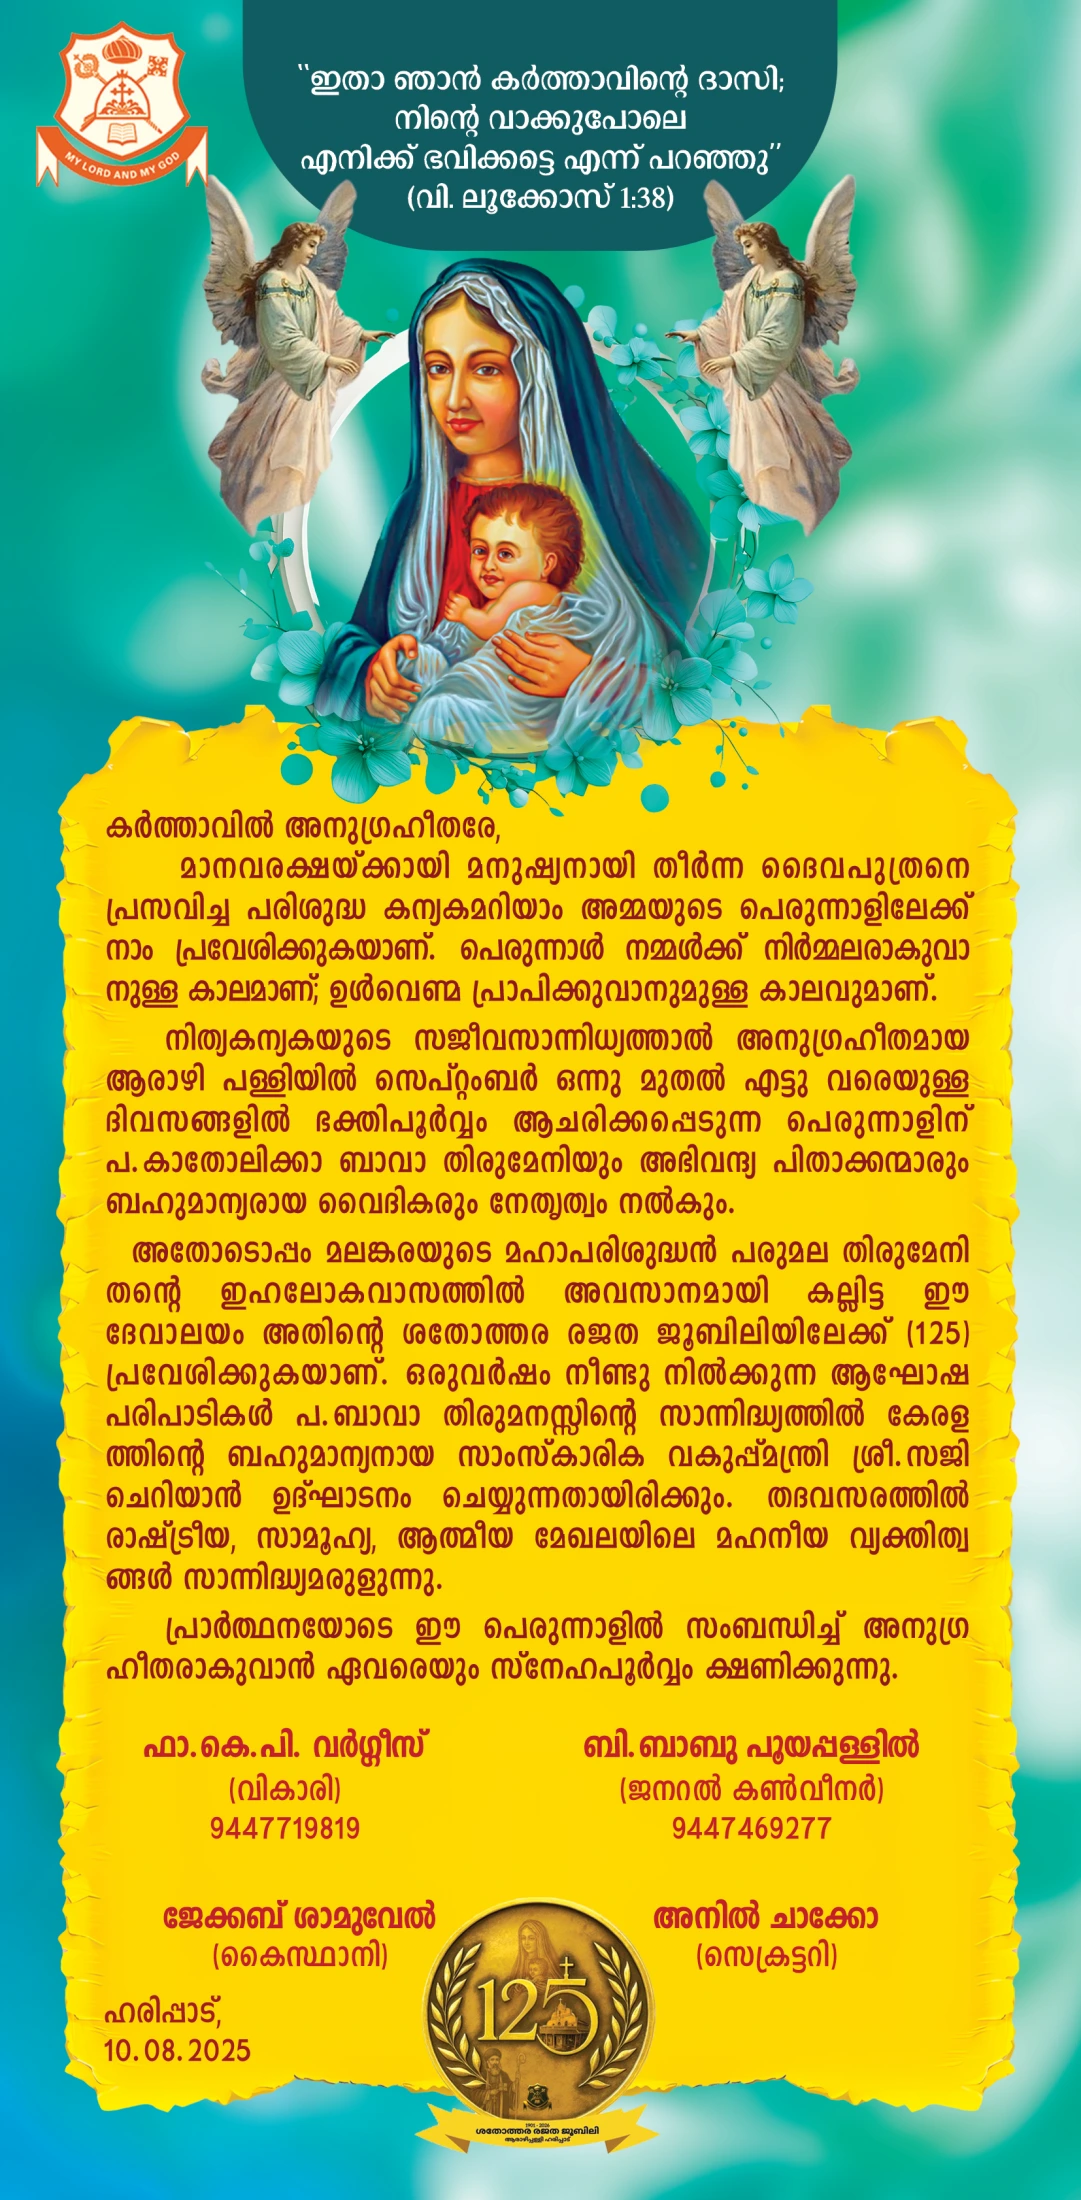 MY LORD AND MY GOD
"ഇതാ ഞാൻ കർത്താവിന്റെ ദാസി;
നിന്റെ വാക്കുപോലെ
എനിക്ക് ഭവിക്കട്ടെ എന്ന് പറഞ്ഞു"
(വി. ലൂക്കോസ് 1:38)
കർത്താവിൽ അനുഗ്രഹീതരേ,
മാനവരക്ഷയ്ക്കായി മനുഷ്യനായി തീർന്ന ദൈവപുത്രനെ
പ്രസവിച്ച പരിശുദ്ധ കന്യകമറിയാം അമ്മയുടെ പെരുന്നാളിലേക്ക്
നാം പ്രവേശിക്കുകയാണ്. പെരുന്നാൾ നമ്മൾക്ക് നിർമ്മലരാകുവാ
നുള്ള കാലമാണ്; ഉൾവെണ്മ പ്രാപിക്കുവാനുമുള്ള കാലവുമാണ്.
നിത്യകന്യകയുടെ സജീവസാന്നിധ്യത്താൽ അനുഗ്രഹീതമായ
ആരാഴി പള്ളിയിൽ സെപ്റ്റംബർ ഒന്നു മുതൽ എട്ടു വരെയുള്ള
ദിവസങ്ങളിൽ ഭക്തിപൂർവ്വം ആചരിക്കപ്പെടുന്ന പെരുന്നാളിന്
പ.കാതോലിക്കാ ബാവാ തിരുമേനിയും അഭിവന്ദ്യ പിതാക്കന്മാരും
ബഹുമാന്യരായ വൈദികരും നേതൃത്വം നൽകും.
അതോടൊപ്പം മലങ്കരയുടെ മഹാപരിശുദ്ധൻ പരുമല തിരുമേനി
തന്റെ ഇഹലോകവാസത്തിൽ അവസാനമായി കല്ലിട്ട ഈ
ദേവാലയം അതിന്റെ ശതോത്തര രജത ജൂബിലിയിലേക്ക് (125)
പ്രവേശിക്കുകയാണ്. ഒരുവർഷം നീണ്ടു നിൽക്കുന്ന ആഘോഷ
പരിപാടികൾ പ.ബാവാ തിരുമനസ്സിന്റെ സാന്നിദ്ധ്യത്തിൽ കേരള
ത്തിന്റെ ബഹുമാന്യനായ സാംസ്കാരിക വകുപ്പ്മന്ത്രി ശ്രീ.സജി
ചെറിയാൻ ഉദ്ഘാടനം ചെയ്യുന്നതായിരിക്കും. തദവസരത്തിൽ
രാഷ്ട്രീയ, സാമൂഹ്യ, ആത്മീയ മേഖലയിലെ മഹനീയ വ്യക്തിത്വ
ങ്ങൾ സാന്നിദ്ധ്യമരുളുന്നു.
പ്രാർത്ഥനയോടെ ഈ പെരുന്നാളിൽ സംബന്ധിച്ച് അനുഗ്ര
ഹീതരാകുവാൻ ഏവരെയും സ്നേഹപൂർവ്വം ക്ഷണിക്കുന്നു.
ഫാ.കെ.പി. വർഗ്ഗീസ്
(വികാരി)
9447719819
ബി.ബാബു പൂയപ്പള്ളിൽ
(ജനറൽ കൺവീനർ)
9447469277
ജേക്കബ് ശാമുവേൽ
(കൈസ്ഥാനി)
അനിൽ ചാക്കോ
(സെക്രട്ടറി)
ഹരിപ്പാട്,
10.08.2025
125
1901 - 2026
ശതോത്തര രജത ജൂബിലി
ആരാഴിപ്പള്ളി ഹരിപ്പാട്